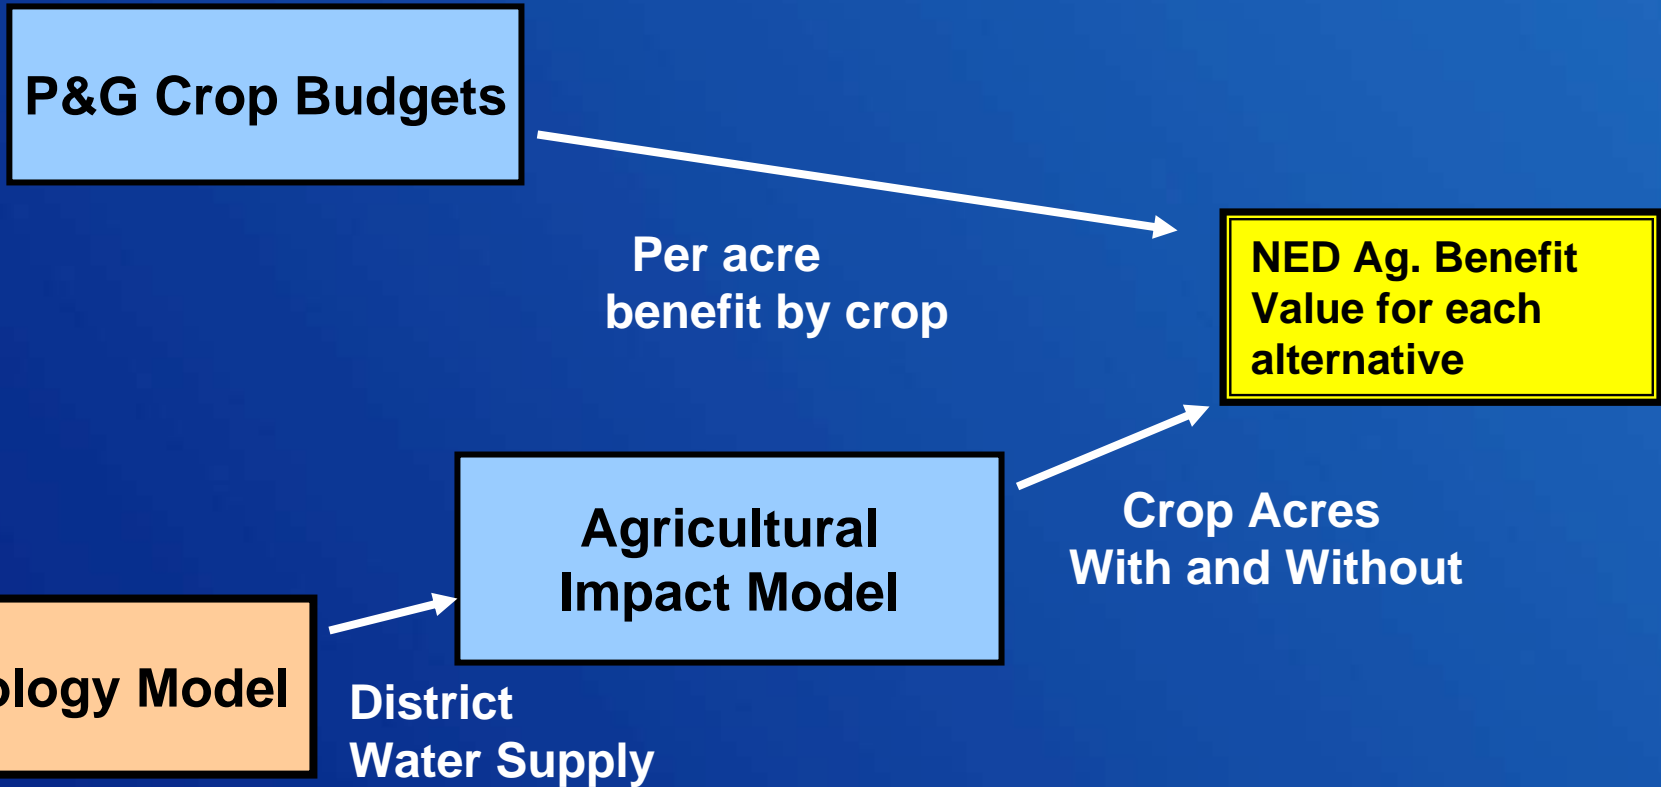 P&G Crop Budgets
Per acre
benefit by crop
NED Ag. Benefit
Value for each
alternative
Agricultural
Impact Model
Crop Acres
With and Without
Model
District
Water Supply